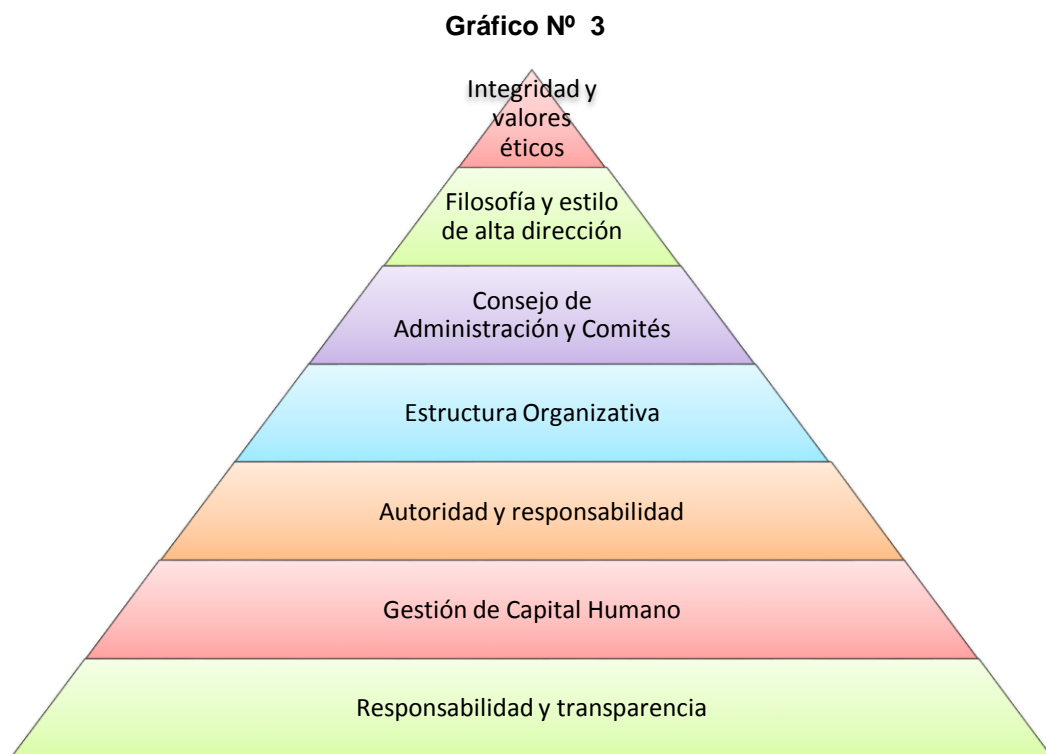 Gráfico Nº 3
Integridad y
valores
éticos
Filosofía y estilo
de alta dirección
Consejo de
Administración y Comités
Estructura Organizativa
Autoridad y responsabilidad
Gestión de Capital Humano
Responsabilidad y transparencia